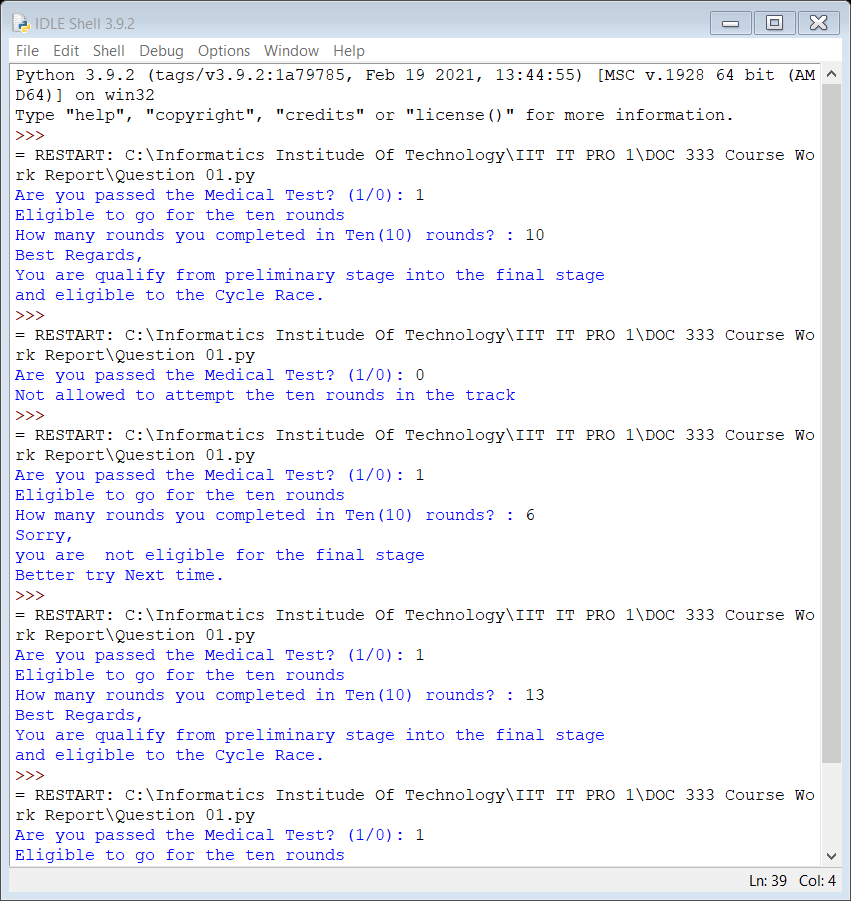 IDLE Shell 3.9.2
File Edit Shell Debug Options Window Help
Python 3.9.2 (tags/v3.9.2:1a79785, Feb 19 2021, 13:44:55) [MSC v.1928 64 bit (AM
D64)] on win32
Type "help", "copyright", "credits" or "license()" for more information.
>>>
= RESTART: C:\Informatics Institude Of Technology\IIT IT PRO 1\DOC 333 Course Wo
rk Report\Question 01.py
Are you passed the Medical Test? (1/0): 1
Eligible to go for the ten rounds
How many rounds you completed in Ten(10) rounds? : 10
Best Regards,
You are qualify from preliminary stage into the final stage
and eligible to the Cycle Race.
>>>
= RESTART: C:\Informatics Institude Of Technology\IIT IT PRO 1\DOC 333 Course Wo
rk Report\Question 01.py
Are you passed the Medical Test? (1/0): 0
Not allowed to attempt the ten rounds in the track
>>>
= RESTART: C:\Informatics Institude Of Technology\IIT IT PRO 1\DOC 333 Course Wo
rk Report\Question 01.py
Are you passed the Medical Test? (1/0): 1
Eligible to go for the ten rounds
How many rounds you completed in Ten(10) rounds? : 6
Sorry,
you are  not eligible for the final stage
Better try Next time.
>>>
= RESTART: C:\Informatics Institude Of Technology\IIT IT PRO 1\DOC 333 Course Wo
rk Report\Question 01.py
Are you passed the Medical Test? (1/0): 1
Eligible to go for the ten rounds
How many rounds you completed in Ten(10) rounds? : 13
Best Regards,
You are qualify from preliminary stage into the final stage
and eligible to the Cycle Race.
>>>
= RESTART: C:\Informatics Institude Of Technology\IIT IT PRO 1\DOC 333 Course Wo
rk Report\Question 01.py
Are you passed the Medical Test? (1/0): 1
Eligible to go for the ten rounds
Ln: 39 Col: 4